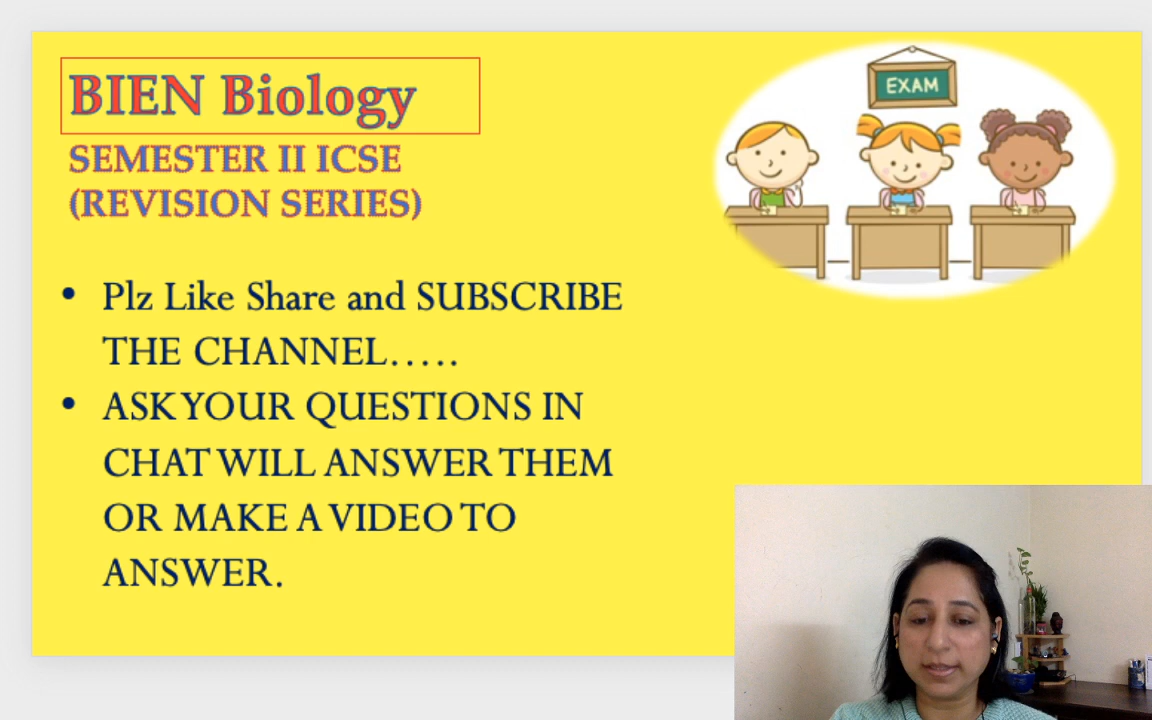 BIEN Biology
SEMESTER II ICSE
(REVISION SERIES)
EXAM
• Plz Like Share and SUBSCRIBE
THE CHANNEL.....
• ASK YOUR QUESTIONS IN
CHAT WILL ANSWER THEM
OR MAKE A VIDEO TO
ANSWER.